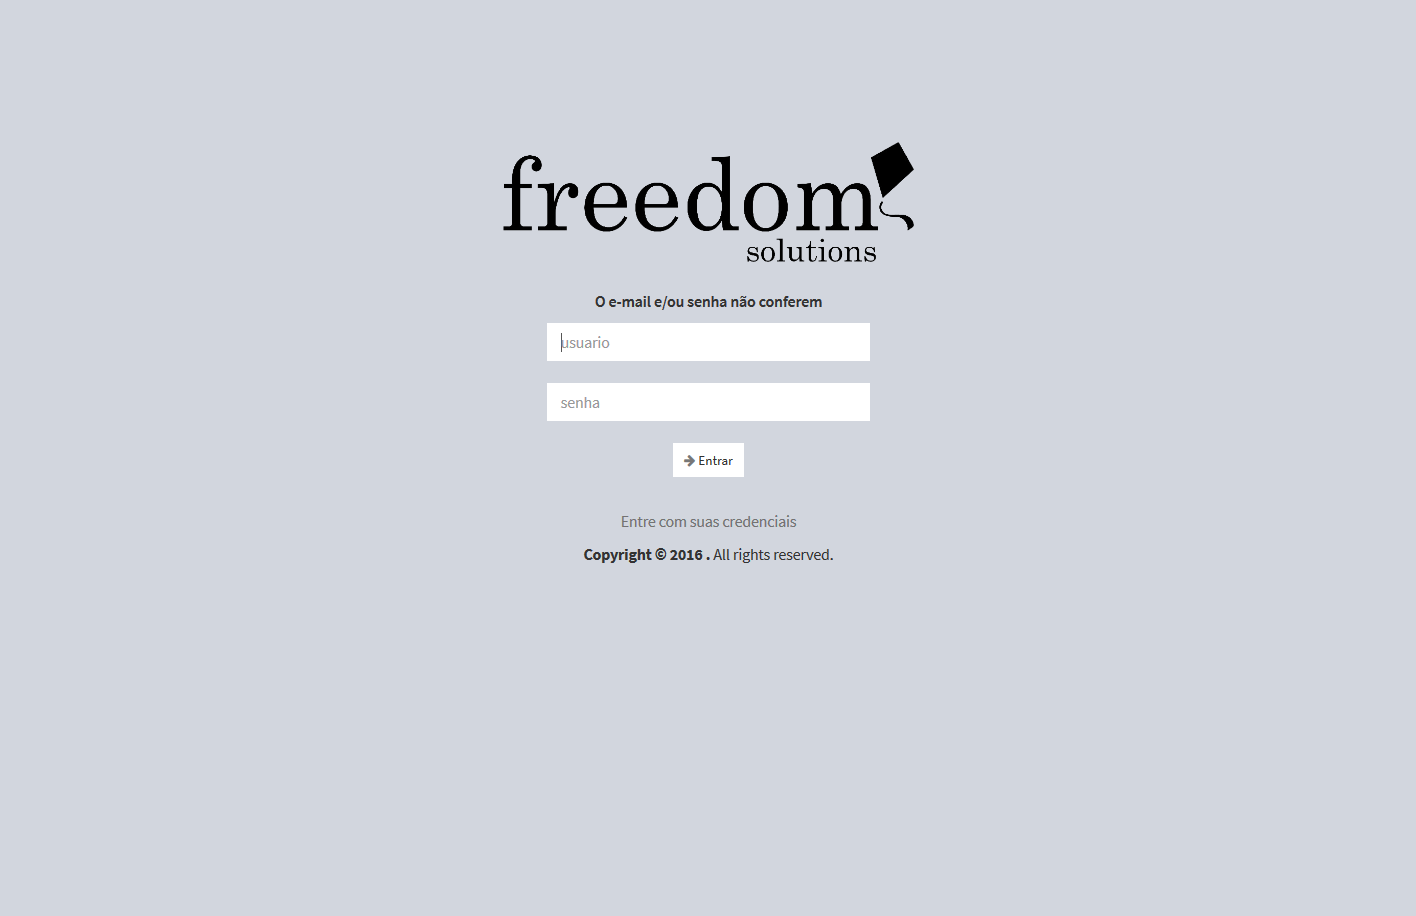 freedom
solutions
O e-mail e/ou senha não conferem
usuario
senha
Entrar
Entre com suas credenciais
Copyright © 2016 . All rights reserved.